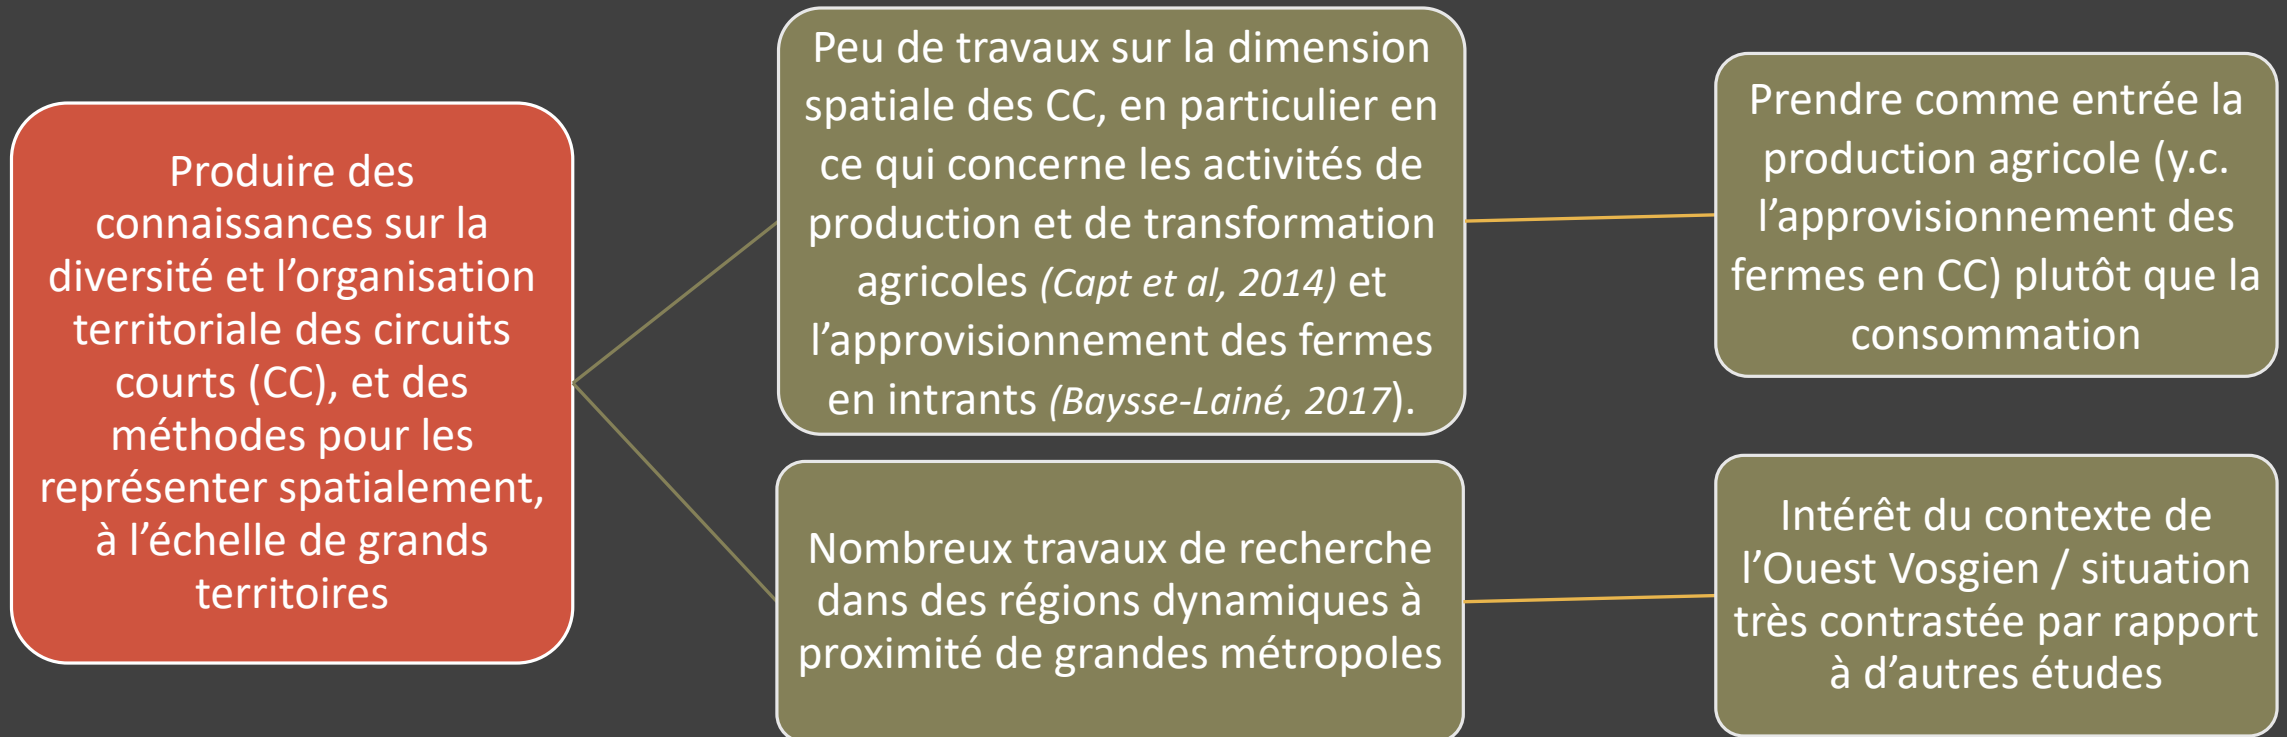 Produire des
connaissances sur la
diversité et l’organisation
territoriale des circuits
courts (CC), et des
méthodes pour les
représenter spatialement,
à l’échelle de grands
territoires
Peu de travaux sur la dimension
spatiale des CC, en particulier en
ce qui concerne les activités de
production et de transformation
agricoles (Capt et al, 2014) et
l’approvisionnement des fermes
en intrants (Baysse-Lainé, 2017).
Prendre comme entrée la
production agricole (y.c.
l’approvisionnement des
fermes en CC) plutôt que la
consommation
Nombreux travaux de recherche
dans des régions dynamiques à
proximité de grandes métropoles
Intérêt du contexte de
l’Ouest Vosgien / situation
très contrastée par rapport
à d’autres études